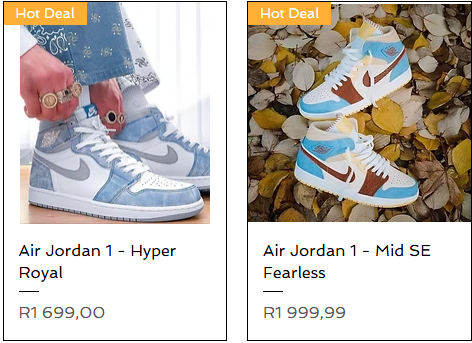 Hot Deal
Air Jordan 1 - Hyper
Royal
R1 699,00
Hot Deal
Air Jordan 1 - Mid SE
Fearless
R1 999,99